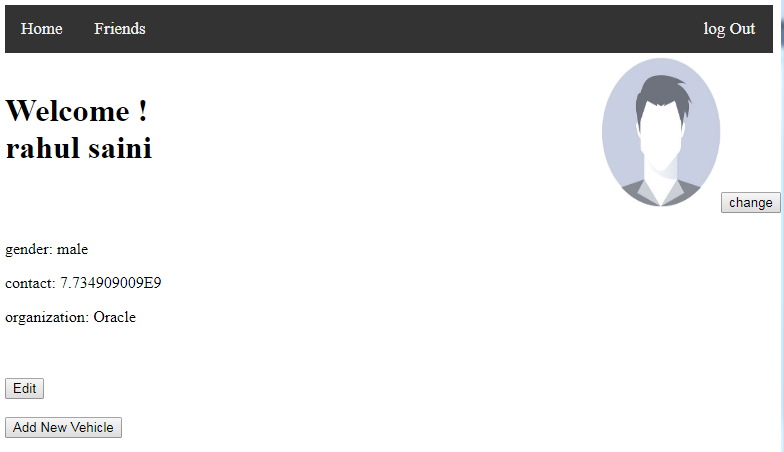 Home Friends log Out
Welcome !
rahul saini
change
gender: male
contact: 7.734909009E9
organization: Oracle
Edit
Add New Vehicle